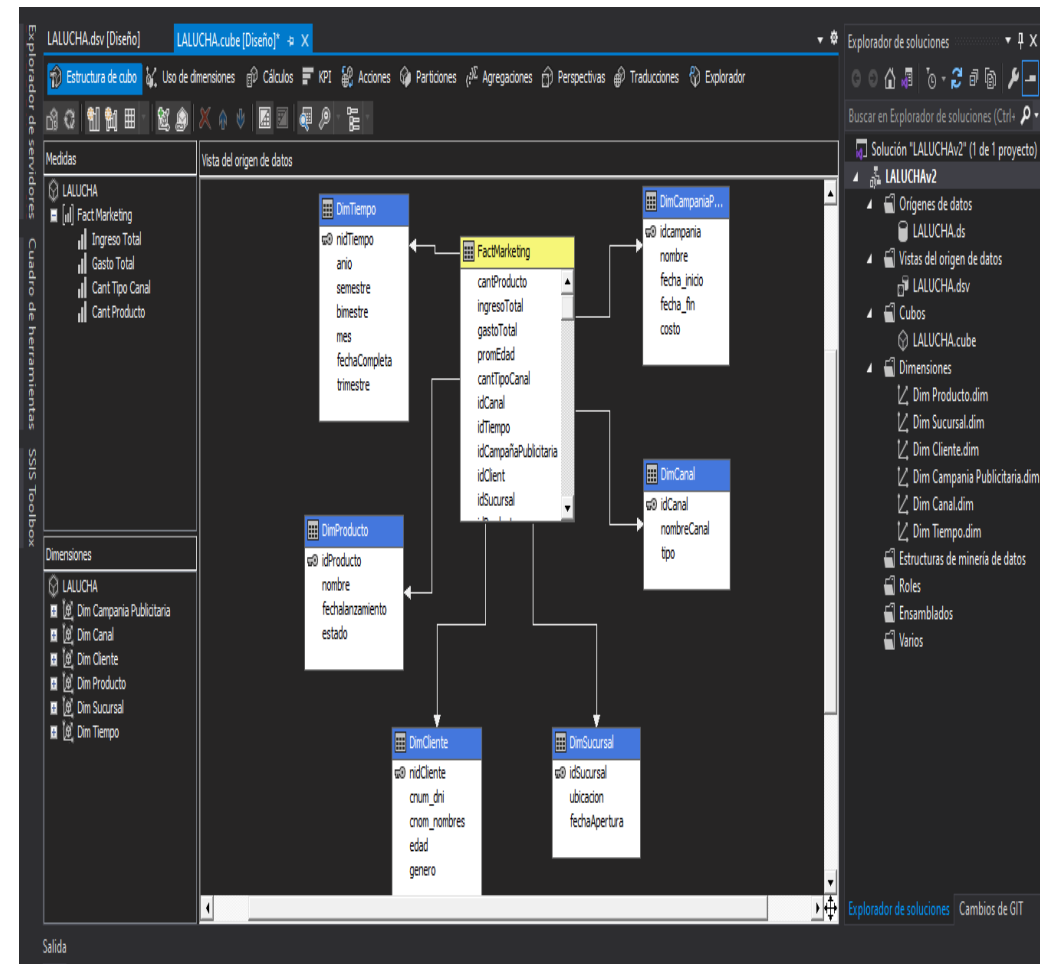 LALUCHA.dsv [Diseño]
LALUCHA.cube [Diseño]*
Explorador de soluciones
Estructura de cubo
Uso de dimensiones
Cálculos
KPI
Acciones
Particiones
Agregaciones
Perspectivas
Traducciones
Explorador
Explorador de servidores
Cuadro de herramientas
SSIS Toolbox
Medidas
LALUCHA
Fact Marketing
Ingreso Total
Gasto Total
Cant Tipo Canal
Cant Producto
Dimensiones
LALUCHA
Dim Campania Publicitaria
Dim Canal
Dim Cliente
Dim Producto
Dim Sucursal
Dim Tiempo
Vista del origen de datos
DimTiempo
nidTiempo
anio
semestre
bimestre
mes
fechaCompleta
trimestre
FactMarketing
cantProducto
ingresoTotal
gastoTotal
promEdad
cantTipoCanal
idCanal
idTiempo
idCampañaPublicitaria
idClient
idSucursal
DimCampaniaP...
idcampania
nombre
fecha_inicio
fecha_fin
costo
DimCanal
idCanal
nombreCanal
tipo
DimProducto
idProducto
nombre
fechalanzamiento
estado
DimCliente
nidCliente
cnum_dni
cnom_nombres
edad
genero
DimSucursal
idSucursal
ubicacion
fechaApertura
Buscar en Explorador de soluciones (Ctrl+
Solución "LALUCHAv2" (1 de 1 proyecto)
LALUCHAv2
Orígenes de datos
LALUCHA.ds
Vistas del origen de datos
LALUCHA.dsv
Cubos
LALUCHA.cube
Dimensiones
Dim Producto.dim
Dim Sucursal.dim
Dim Cliente.dim
Dim Campania Publicitaria.dim
Dim Canal.dim
Dim Tiempo.dim
Estructuras de minería de datos
Roles
Ensamblados
Varios
Explorador de soluciones
Cambios de GIT
Salida